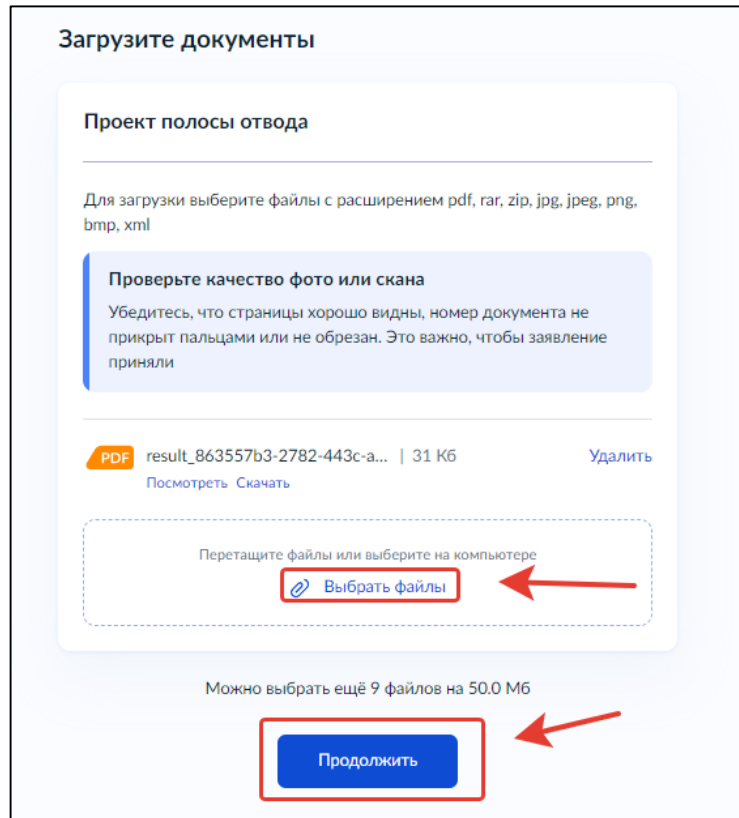 Загрузите документы
Проект полосы отвода
Для загрузки выберите файлы с расширением pdf, rar, zip, jpg, jpeg, png,
bmp, xml
Проверьте качество фото или скана
Убедитесь, что страницы хорошо видны, номер документа не
прикрыт пальцами или не обрезан. Это важно, чтобы заявление
приняли
PDF result_863557b3-2782-443c-a... | 31 Кб Удалить
Посмотреть Скачать
Перетащите файлы или выберите на компьютере
Выбрать файлы
Можно выбрать ещё 9 файлов на 50.0 Мб
Продолжить